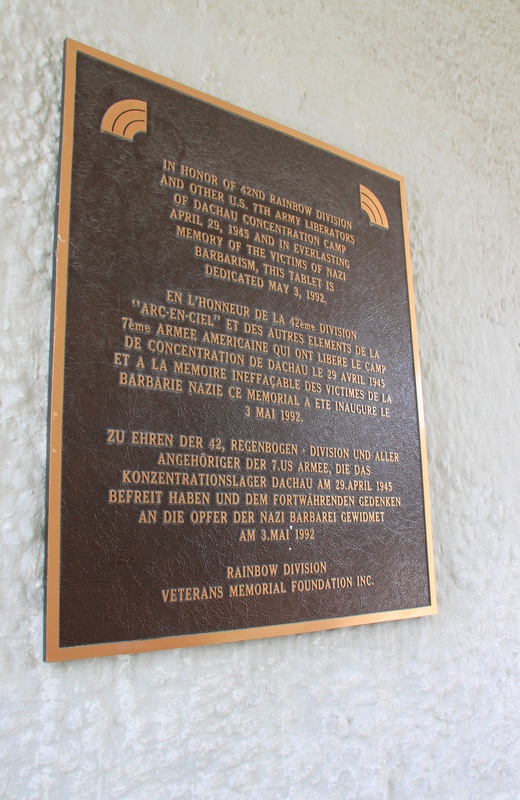 IN HONOR OF 42ND RAINBOW DIVISION
AND OTHER U.S. 7TH ARMY LIBERATORS
OF DACHAU CONCENTRATION CAMP
APRIL 29, 1945 AND IN EVERLASTING
MEMORY OF THE VICTIMS OF NAZI
BARBARISM, THIS TABLET IS
DEDICATED MAY 3, 1992.
EN L'HONNEUR DE LA 42ème DIVISION
"ARC-EN-CIEL" ET DES AUTRES ELEMENTS DE LA
7ème ARMEE AMERICAINE QUI ONT LIBERE LE CAMP
DE CONCENTRATION DE DACHAU LE 29 AVRIL 1945
ET A LA MEMOIRE INEFFAÇABLE DES VICTIMES DE LA
BARBARIE NAZIE CE MEMORIAL A ETE INAUGURE LE
3 MAI 1992.
ZU EHREN DER 42, REGENBOGEN - DIVISION UND ALLER
ANGEHÖRIGER DER 7.US ARMEE, DIE DAS
KONZENTRATIONSLAGER DACHAU AM 29.APRIL 1945
BEFREIT HABEN UND DEM FORTWÄHRENDEN GEDENKEN
AN DIE OPFER DER NAZI BARBAREI GEWIDMET
AM 3.MAI 1992
RAINBOW DIVISION
VETERANS MEMORIAL FOUNDATION INC.